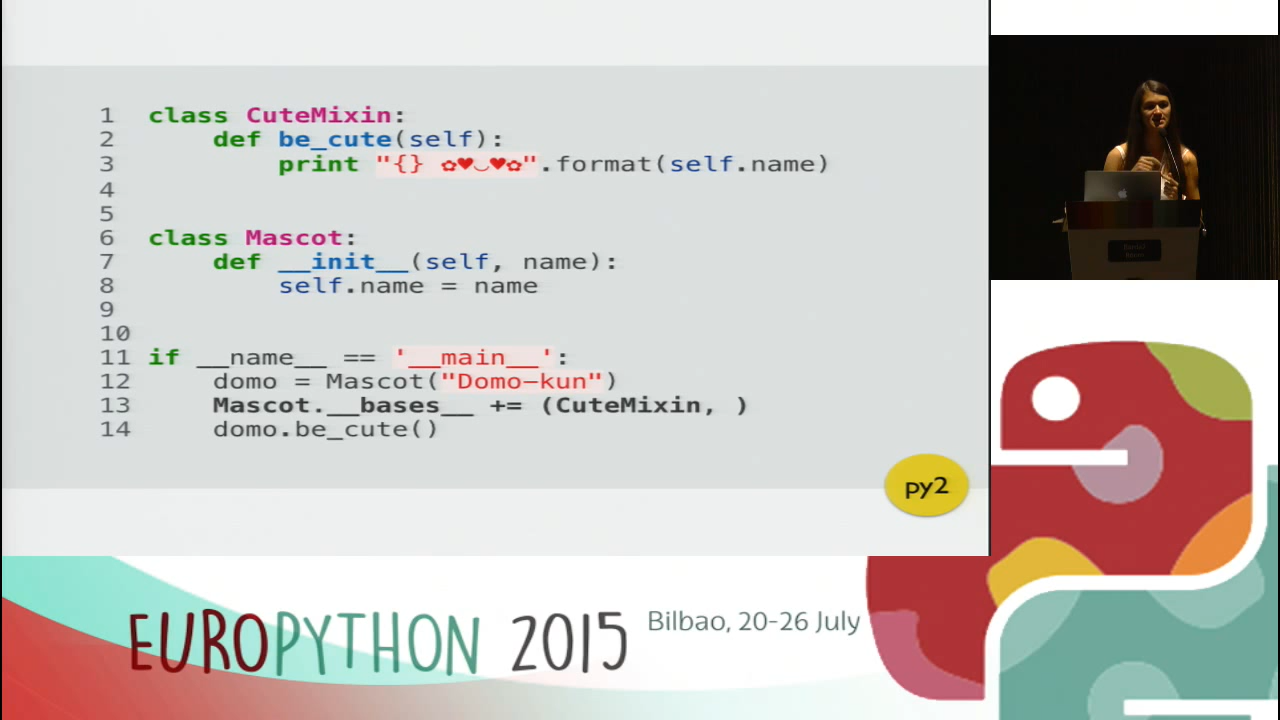 1 class CuteMixin:
2 def be_cute(self):
3 print "{} ✿♥◡♥✿".format(self.name)
4
5
6 class Mascot:
7 def __init__(self, name):
8 self.name = name
9
10
11 if __name__ == '__main__':
12 domo = Mascot("Domo-kun")
13 Mascot.__bases__ += (CuteMixin, )
14 domo.be_cute()
py2
EUROPYTHON 2015
Bilbao, 20-26 July